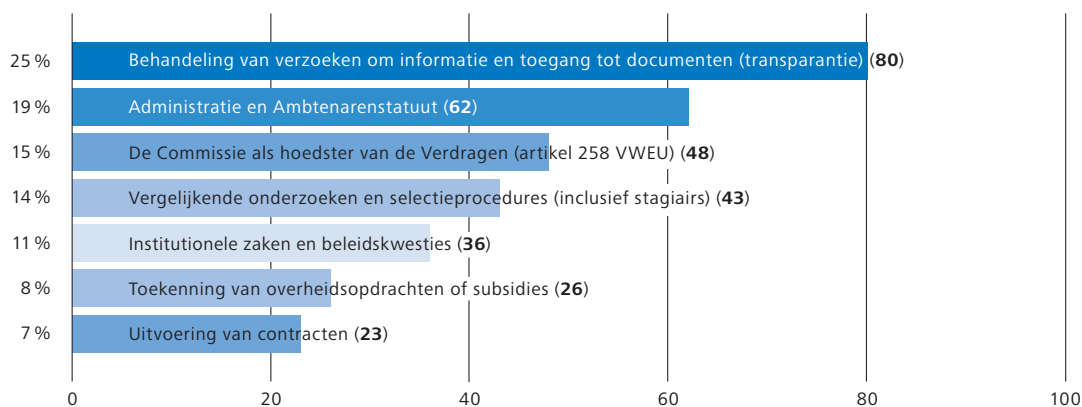 25 % Behandeling van verzoeken om informatie en toegang tot documenten (transparantie) (80)
19 % Administratie en Ambtenarenstatuut (62)
15 % De Commissie als hoedster van de Verdragen (artikel 258 VWEU) (48)
14 % Vergelijkende onderzoeken en selectieprocedures (inclusief stagiairs) (43)
11 % Institutionele zaken en beleidskwesties (36)
8 % Toekenning van overheidsopdrachten of subsidies (26)
7 % Uitvoering van contracten (23)
0 20 40 60 80 100